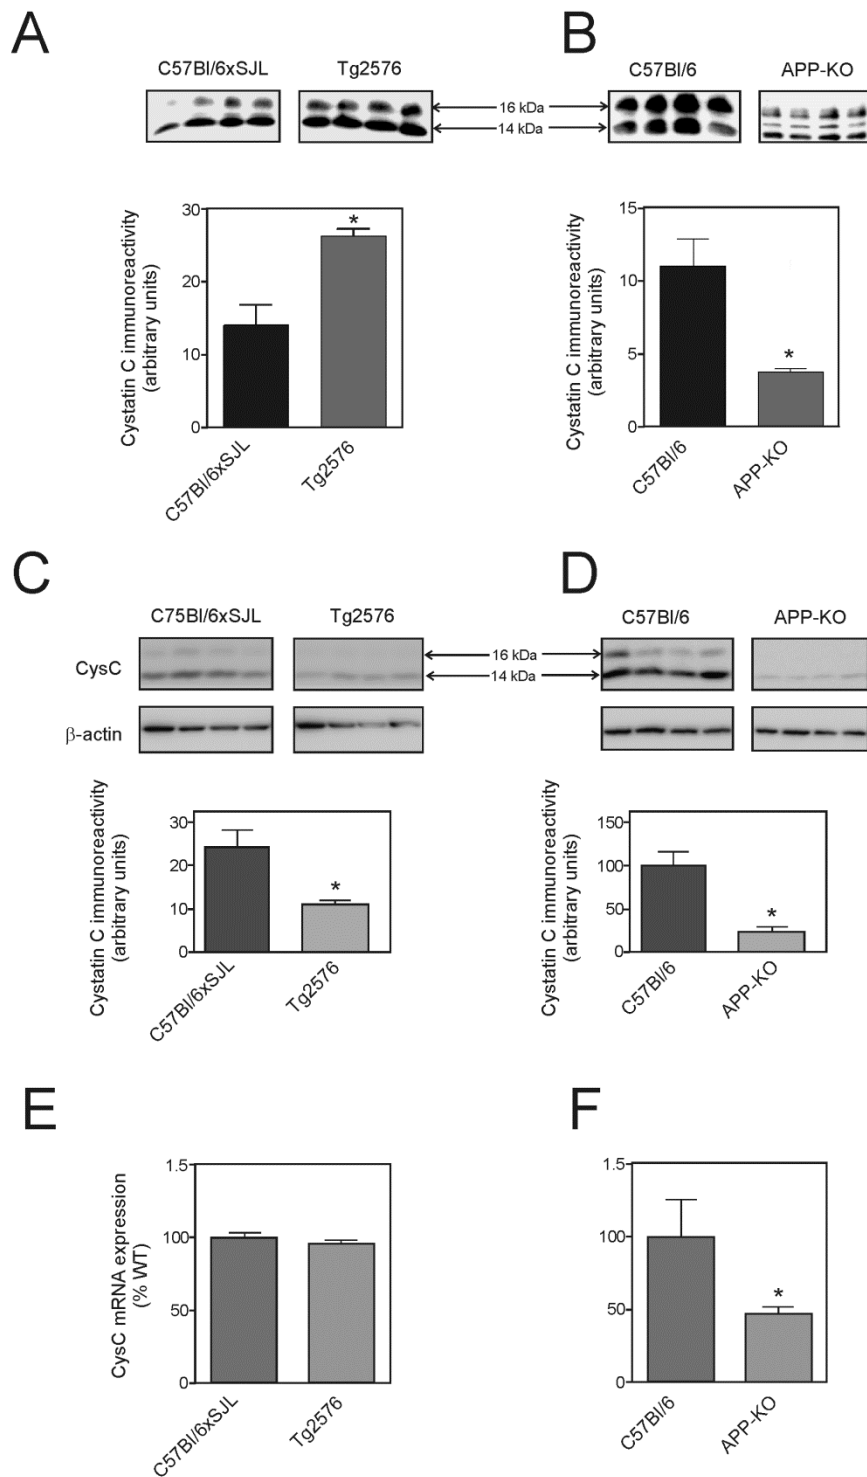 A
B
C57Bl/6xSJL
Tg2576
C57Bl/6
APP-KO
16 kDa
14 kDa
Cystatin C immunoreactivity
(arbitrary units)
30
20
10
0
*
C57Bl/6xSJL
Tg2576
Cystatin C immunoreactivity
(arbitrary units)
15
10
5
0
*
C57Bl/6
APP-KO
C
D
C75Bl/6xSJL
Tg2576
C57Bl/6
APP-KO
CysC
16 kDa
14 kDa
β-actin
Cystatin C immunoreactivity
(arbitrary units)
30
20
10
0
*
C57Bl/6xSJL
Tg2576
Cystatin C immunoreactivity
(arbitrary units)
150
100
50
0
*
C57Bl/6
APP-KO
E
F
CysC mRNA expression
(% WT)
1.5
100
50
0
C57Bl/6xSJL
Tg2576
1.5
100
50
0
*
C57Bl/6
APP-KO